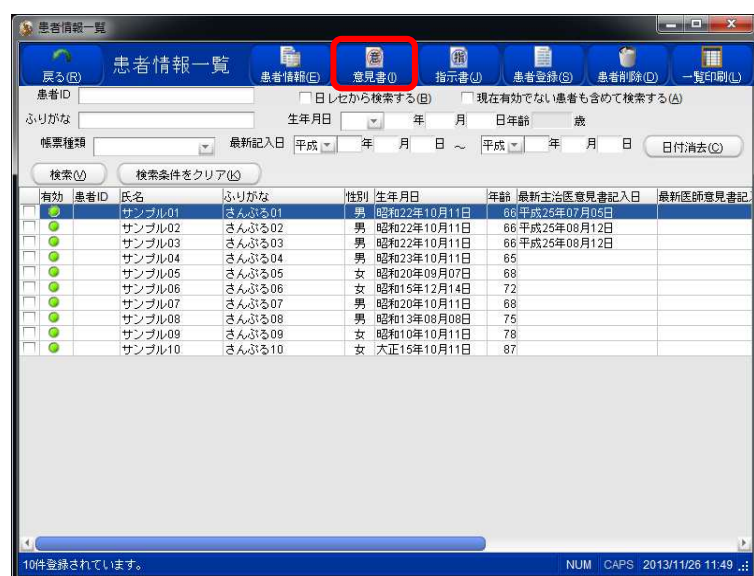 患者情報一覧
戻る(R) 患者情報一覧 患者情報(E) 意見書(I) 指示書(J) 患者登録(S) 患者削除(D) 一覧印刷(L)
患者ID 日レセから検索する(B) 現在有効でない患者も含めて検索する(A)
ふりがな 生年月日 年 月 日 年齢 歳
帳票種類 最新記入日 平成 年 月 日 ～ 平成 年 月 日 日付消去(C)
検索(V) 検索条件をクリア(K)
有効 患者ID 氏名 ふりがな 性別 生年月日 年齢 最新主治医意見書記入日 最新医師意見書記
サンプル01 さんぷる01 男 昭和22年10月11日 66 平成25年07月05日
サンプル02 さんぷる02 男 昭和22年10月11日 66 平成25年08月12日
サンプル03 さんぷる03 男 昭和22年10月11日 66 平成25年08月12日
サンプル04 さんぷる04 男 昭和23年10月11日 65
サンプル05 さんぷる05 女 昭和20年09月07日 68
サンプル06 さんぷる06 女 昭和15年12月14日 72
サンプル07 さんぷる07 男 昭和20年10月11日 68
サンプル08 さんぷる08 男 昭和13年08月08日 75
サンプル09 さんぷる09 女 昭和10年10月11日 78
サンプル10 さんぷる10 女 大正15年10月11日 87
10件登録されています。 NUM CAPS 2013/11/26 11:49